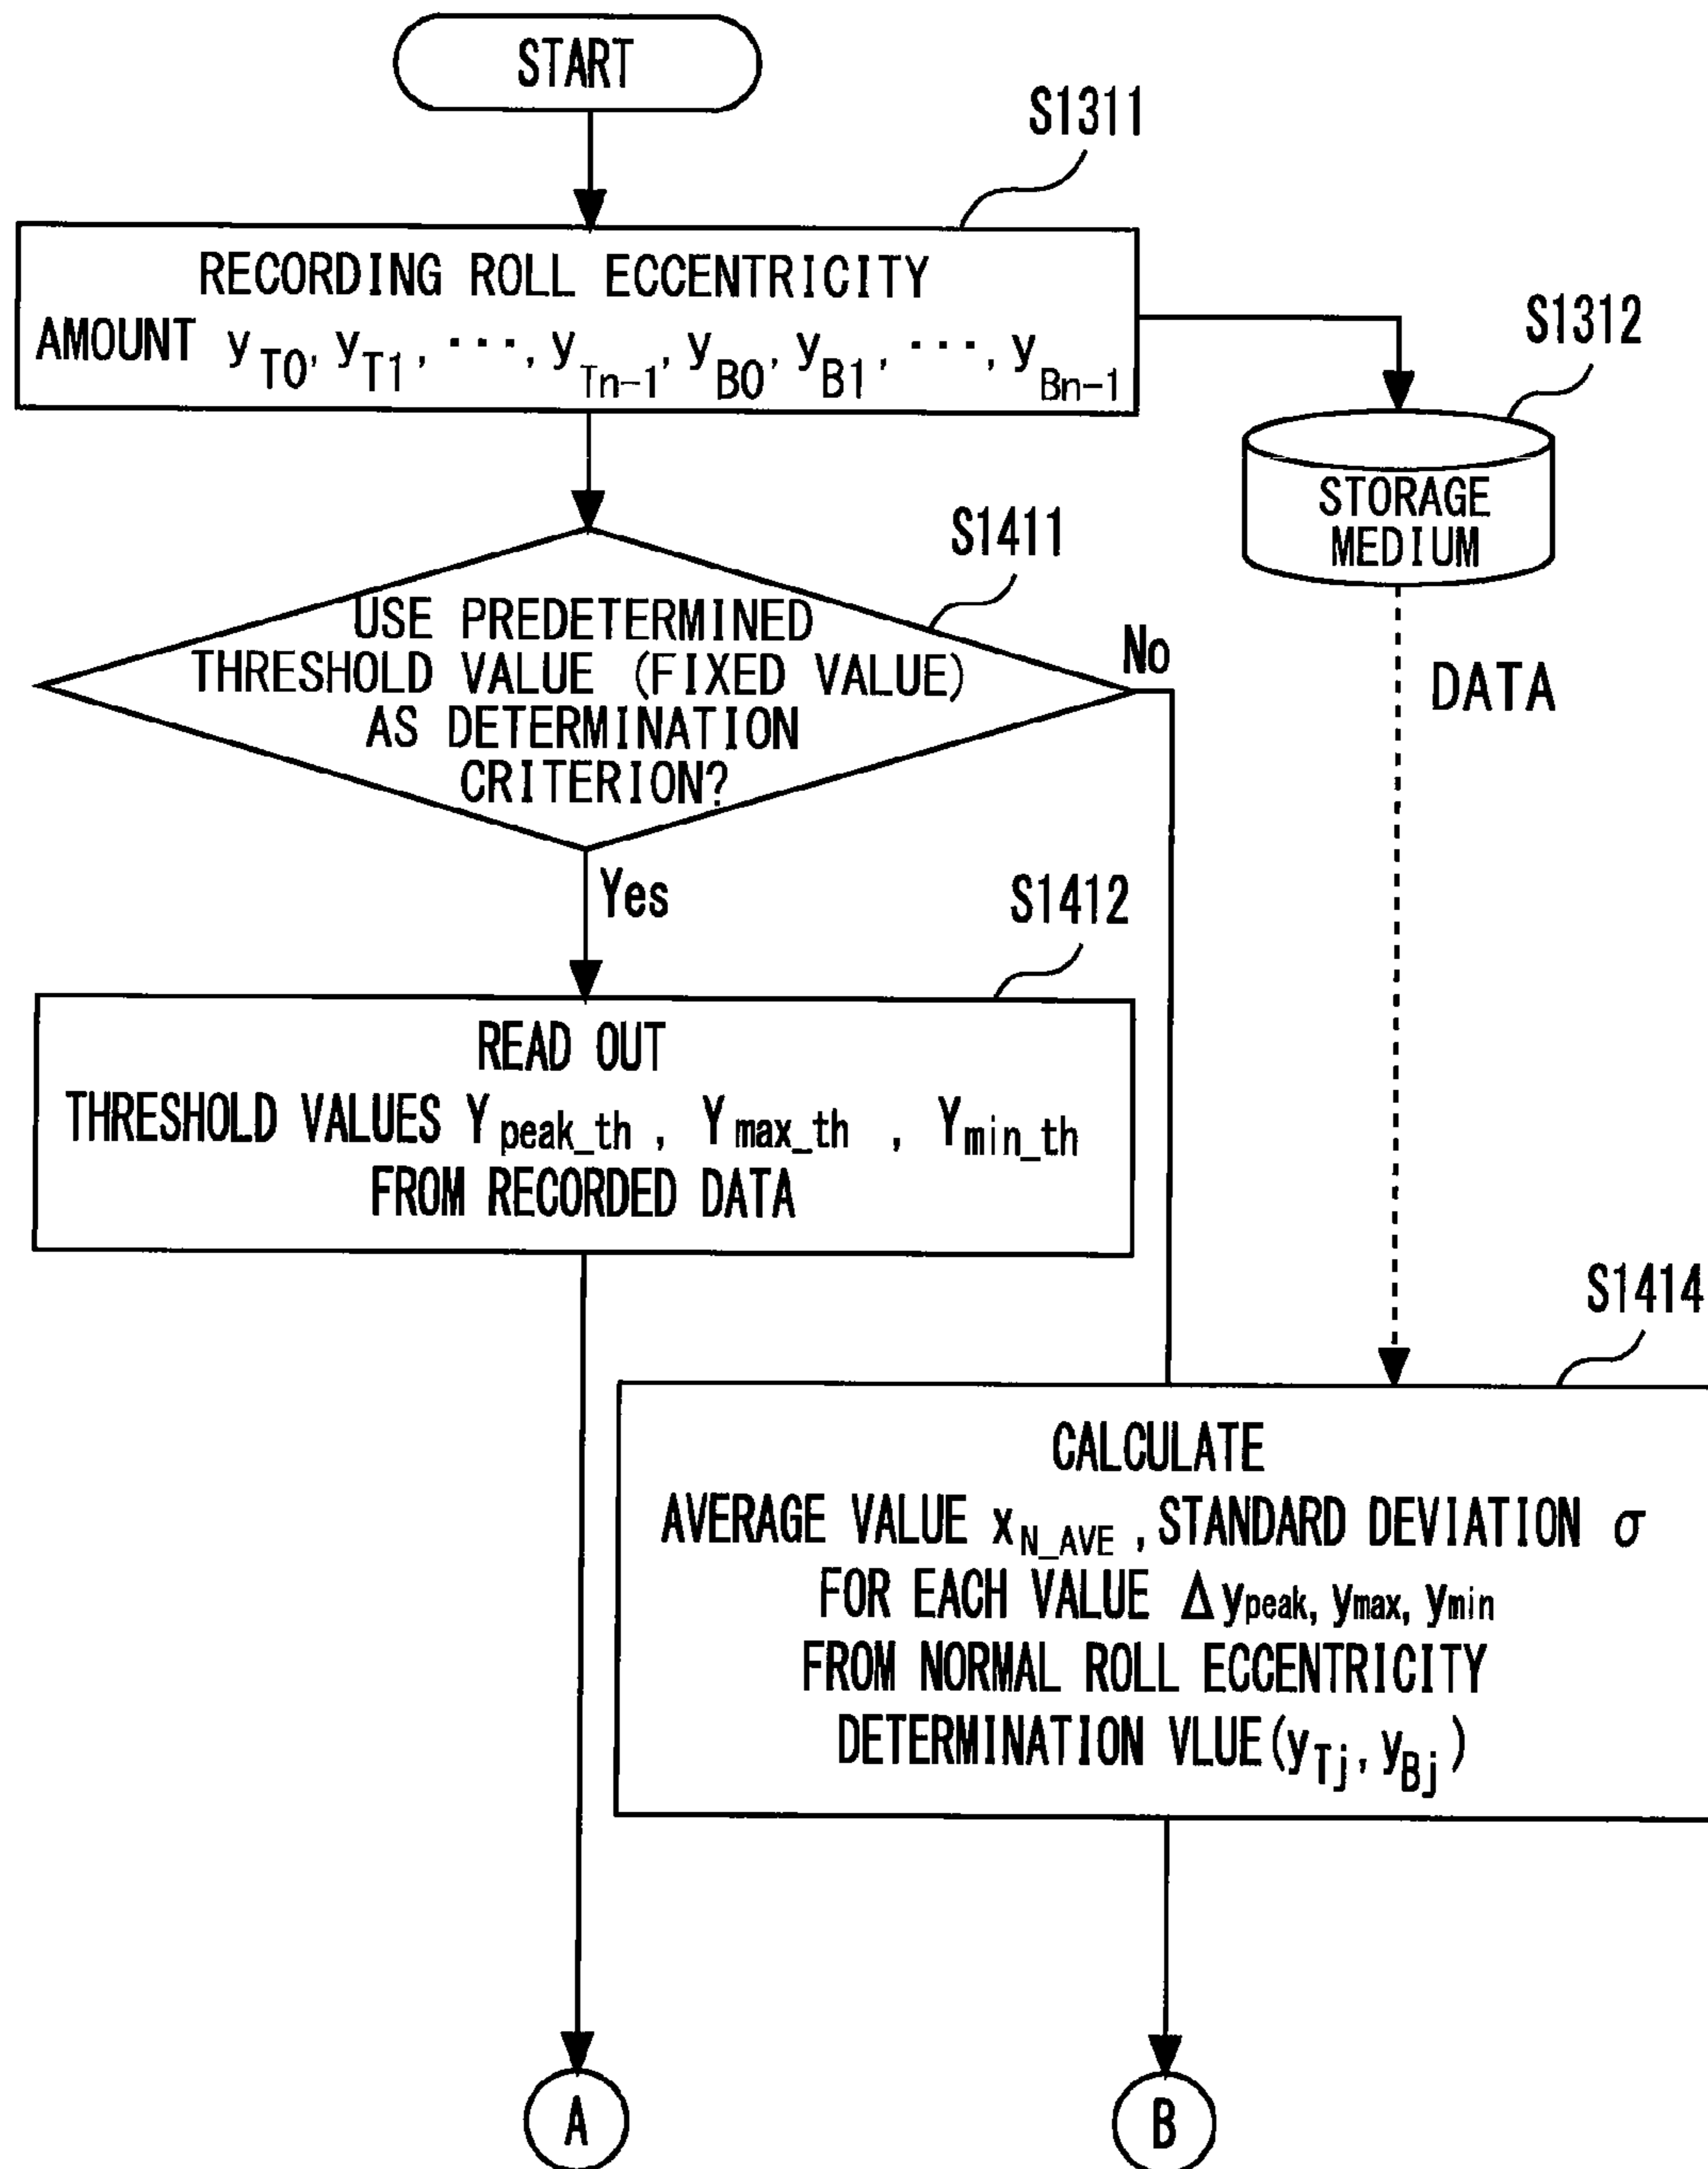 START
S1311
RECORDING ROLL ECCENTRICITY
AMOUNT yT0, yT1, ···, yTn-1, yB0, yB1, ···, yBn-1
S1312
STORAGE
MEDIUM
S1411
USE PREDETERMINED
THRESHOLD VALUE (FIXED VALUE)
AS DETERMINATION
CRITERION?
No
DATA
Yes
S1412
READ OUT
THRESHOLD VALUES Ypeak_th , Ymax_th , Ymin_th
FROM RECORDED DATA
S1414
CALCULATE
AVERAGE VALUE xN_AVE , STANDARD DEVIATION σ
FOR EACH VALUE Δypeak, ymax, ymin
FROM NORMAL ROLL ECCENTRICITY
DETERMINATION VLUE(yTj, yBj)
A
B